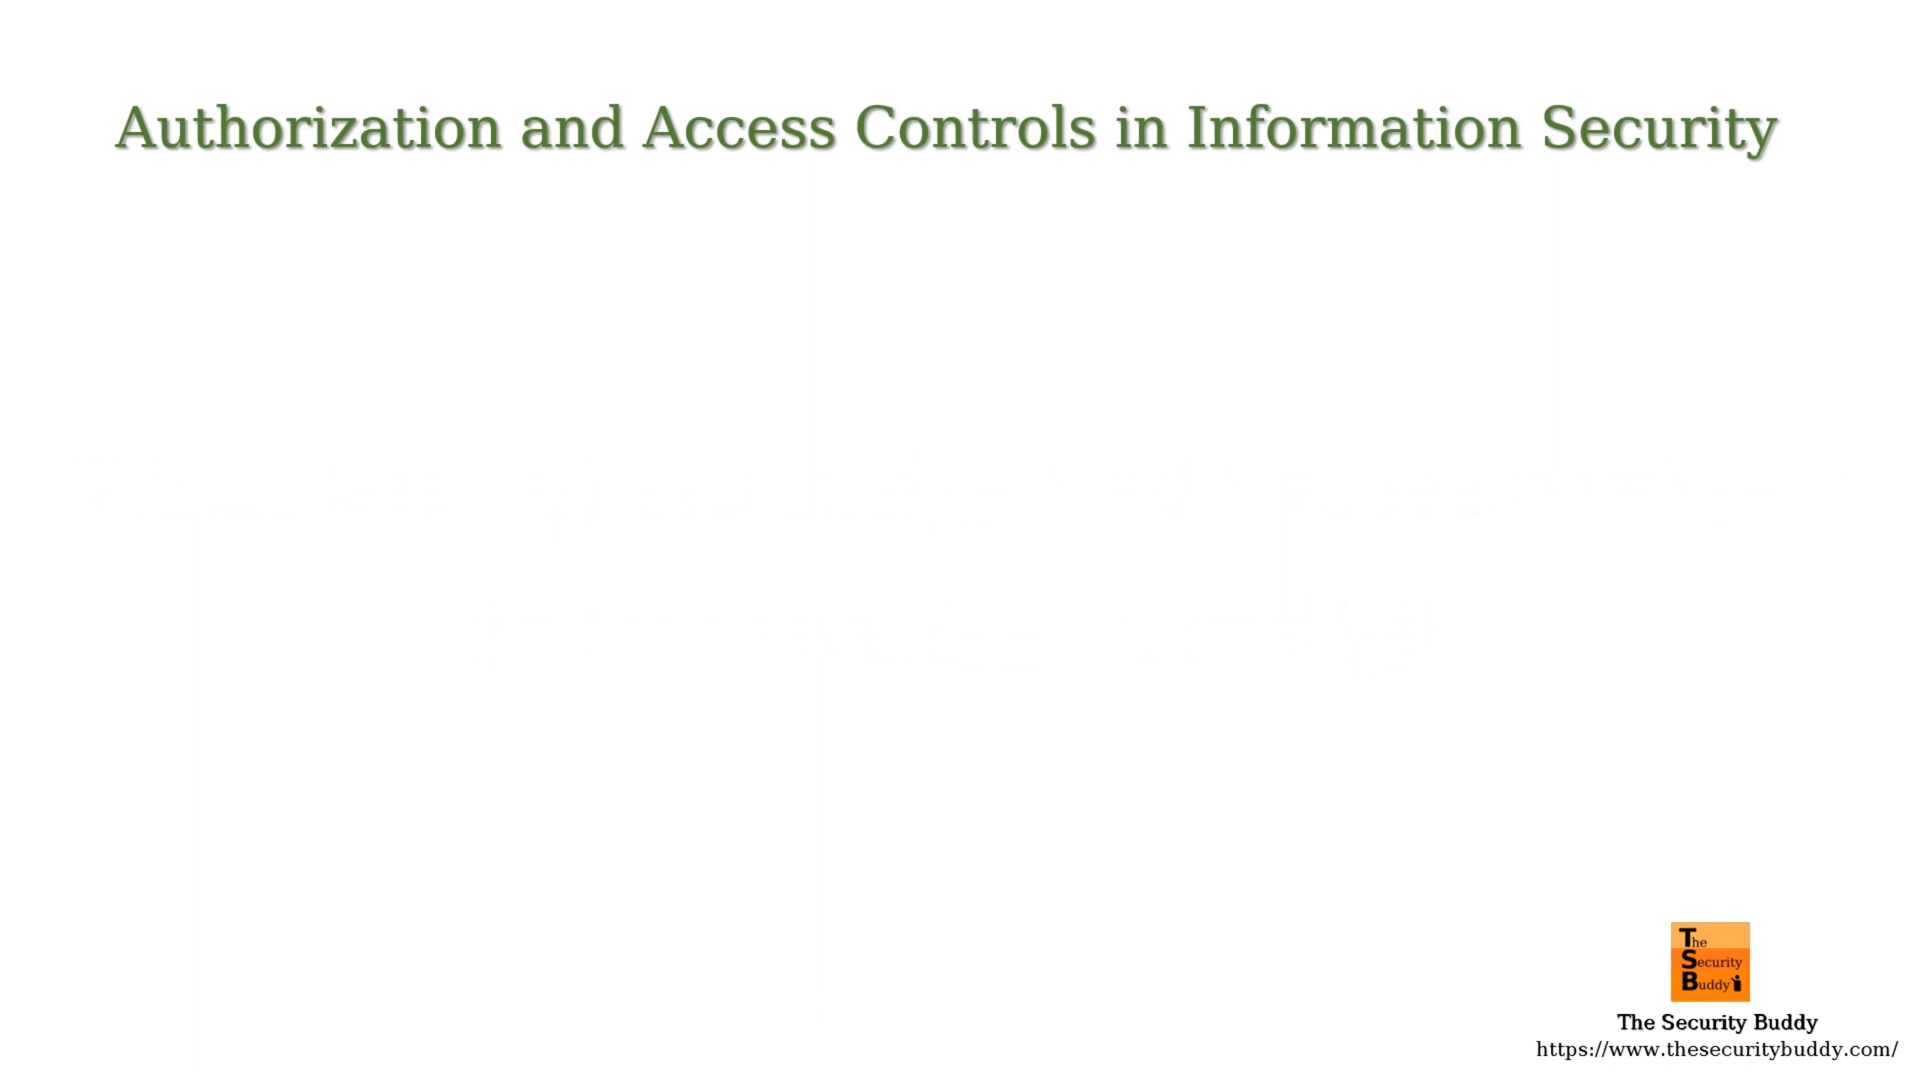 Authorization and Access Controls in Information Security
The
Security
Buddy
The Security Buddy
https://www.thesecuritybuddy.com/